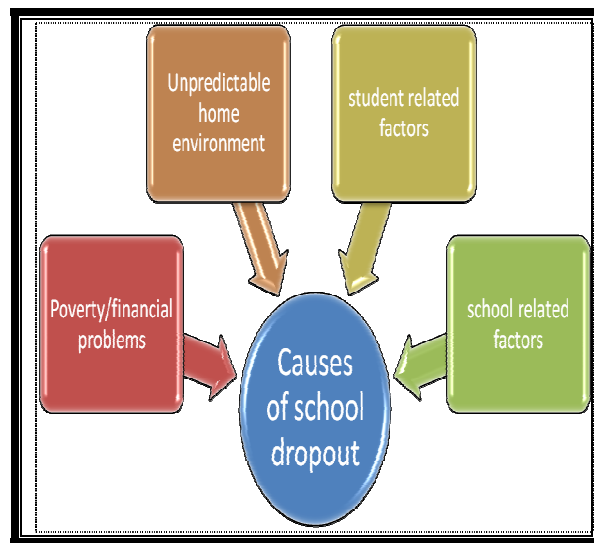 Unpredictable
home
environment
student related
factors
Poverty/financial
problems
school related
factors
Causes
of school
dropout